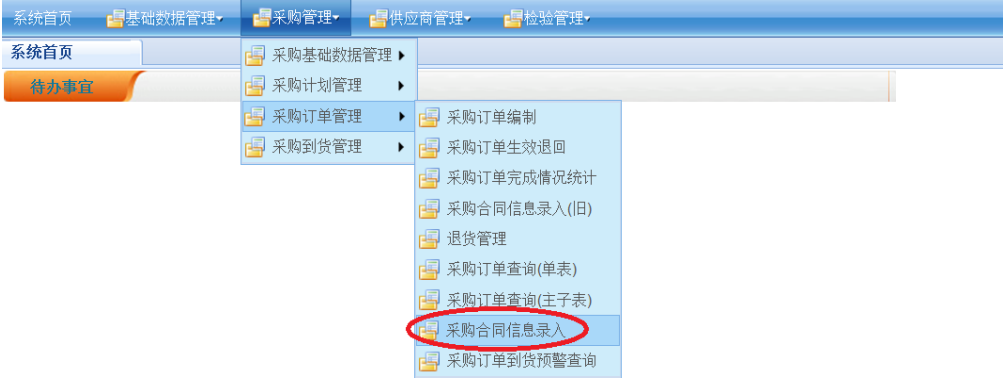 系统首页 基础数据管理 采购管理 供应商管理 检验管理
系统首页
待办事宜
采购基础数据管理
采购计划管理
采购订单管理
采购到货管理
采购订单编制
采购订单生效退回
采购订单完成情况统计
采购合同信息录入(旧)
退货管理
采购订单查询(单表)
采购订单查询(主子表)
采购合同信息录入
采购订单到货预警查询